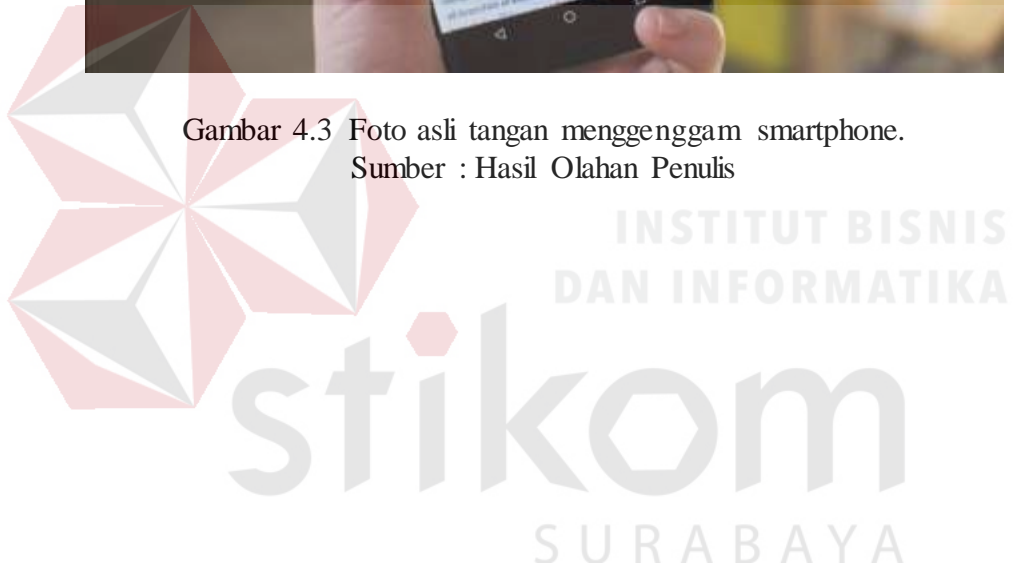 Gambar 4.3 Foto asli tangan menggenggam smartphone.
Sumber : Hasil Olahan Penulis
INSTITUT BISNIS
DAN INFORMATIKA
stikom
SURABAYA